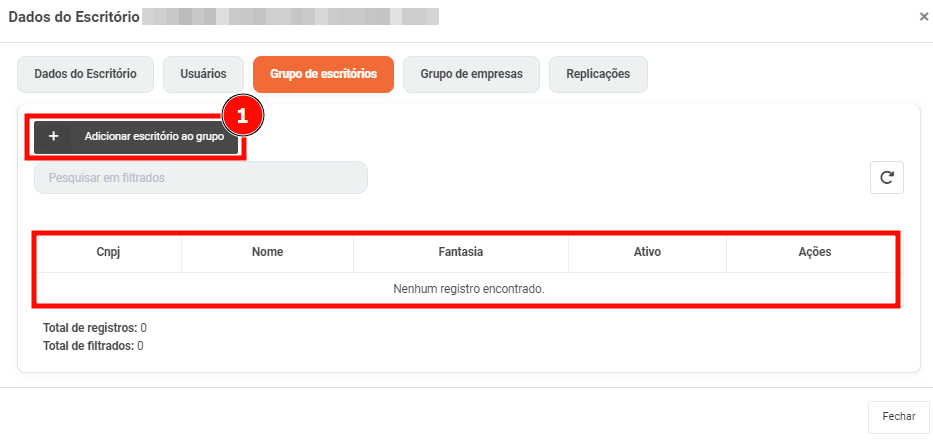 Dados do Escritório
×
Dados do Escritório Usuários Grupo de escritórios Grupo de empresas Replicações
1
+ Adicionar escritório ao grupo
Pesquisar em filtrados
Cnpj Nome Fantasia Ativo Ações
Nenhum registro encontrado.
Total de registros: 0
Total de filtrados: 0
Fechar